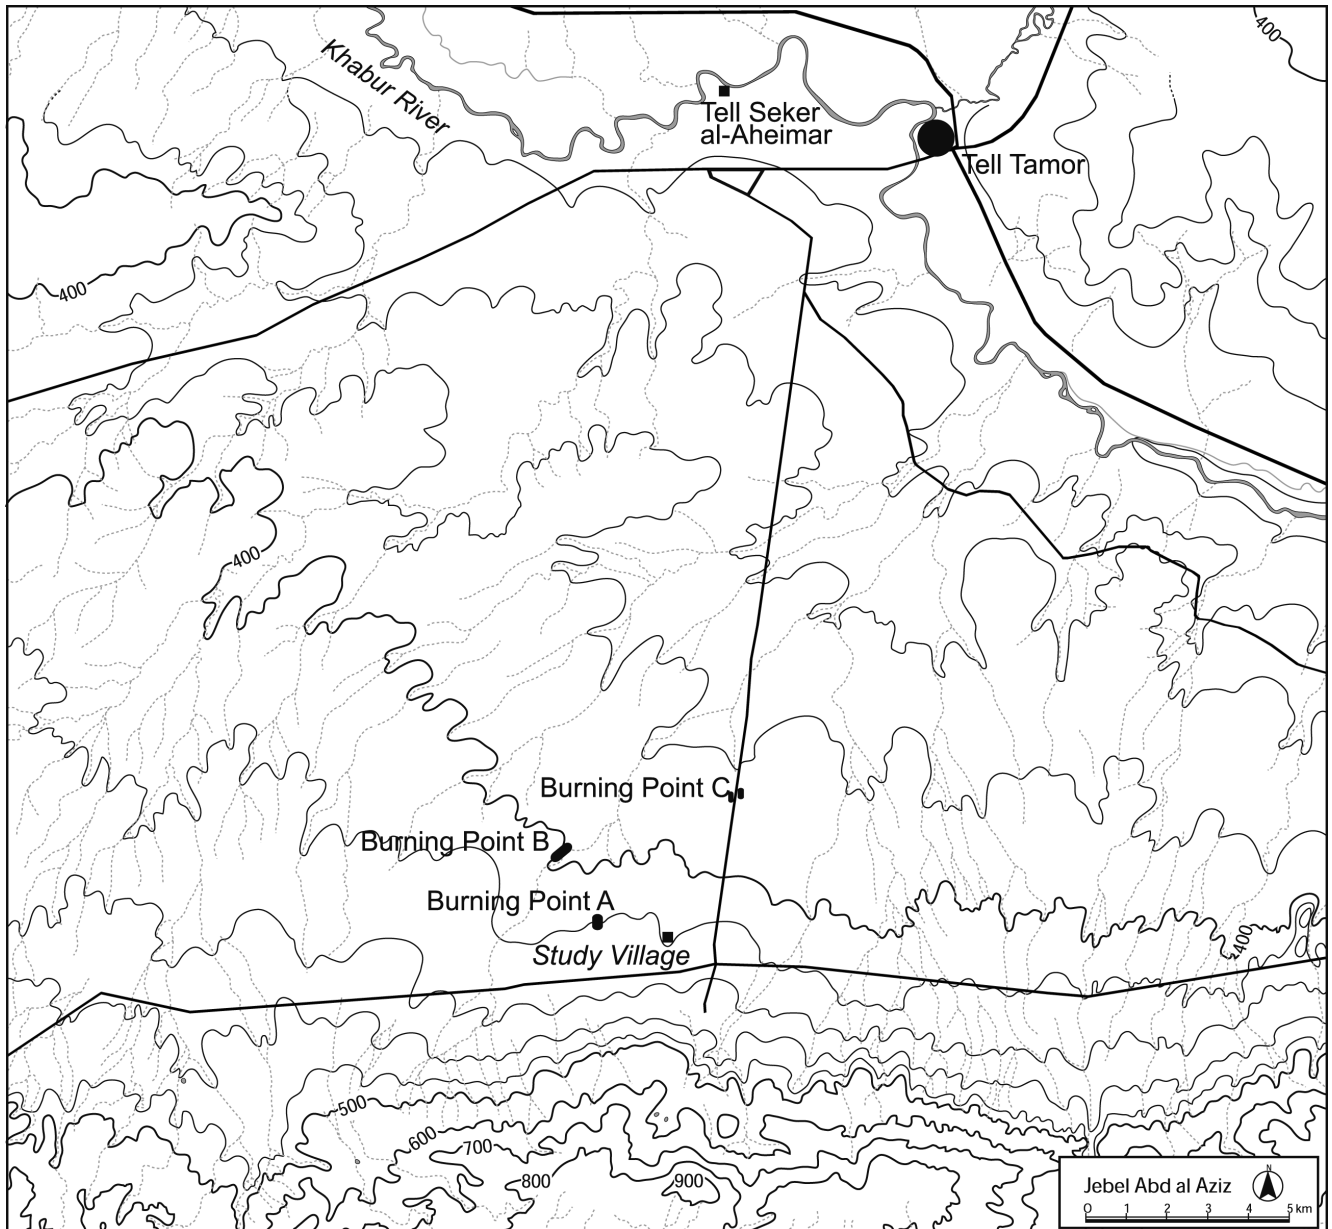 400
Khabur River
Tell Seker
al-Aheimar
Tell Tamor
400
400
Burning Point C
Burning Point B
Burning Point A
Study Village
400
500
600
700
800
900
Jebel Abd al Aziz
N
0 1 2 3 4 5 km